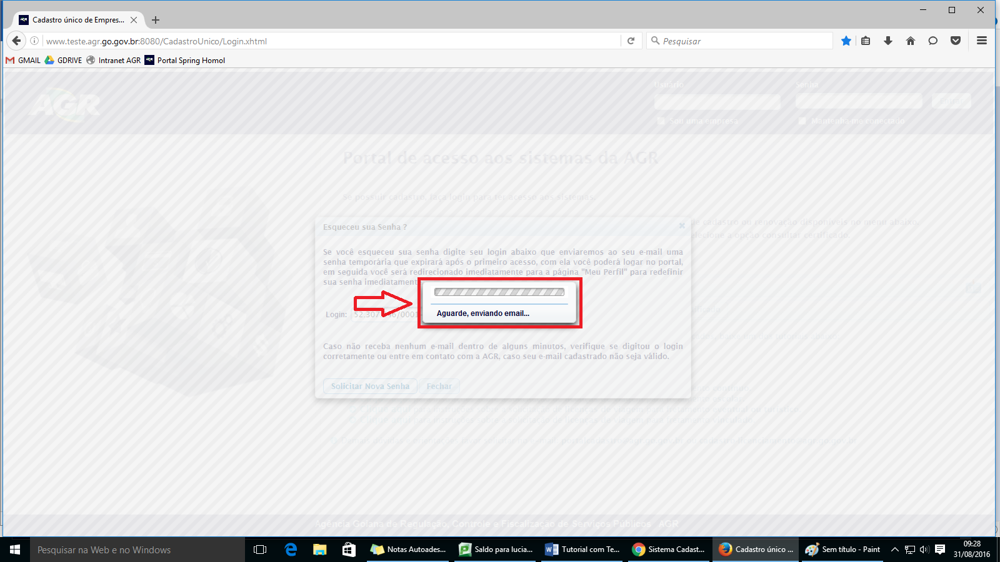 Cadastro único de Empres...
www.teste.agr.go.gov.br:8080/CadastroUnico/Login.xhtml
Pesquisar
GMAIL GDRIVE Intranet AGR Portal Spring Homol
Usuário Senha
AGR
Sou uma empresa Mantenha-me conectado
Portal de acesso aos sistemas da AGR
Se possuir cadastro, faça login para ter acesso aos sistemas.
Esqueceu sua Senha ?
de cadastro ou renovação disponíveis no menu abaixo.
selecione a opção consultar certificado.
Se você esqueceu sua senha digite seu login abaixo que enviaremos ao seu e-mail uma
senha temporária que expirará após o primeiro acesso, com ela você poderá logar no portal,
em seguida você será redirecionado imediatamente para a página "Meu Perfil" para redefinir
sua senha imediatament
Aguarde, enviando email...
Login:
Caso não receba nenhum e-mail dentro de alguns minutos, verifique se digitou o login
corretamente ou entre em contato com a AGR, caso seu e-mail cadastrado não seja válido.
Solicitar Nova Senha Fechar
Agência Goiana de Regulação, Controle e Fiscalização de Serviços Públicos AGR
Pesquisar na Web e no Windows
Notas Autoades...
Saldo para lucia...
Tutorial com Te...
Sistema Cadast...
Cadastro único ...
Sem título - Paint
09:28
31/08/2016